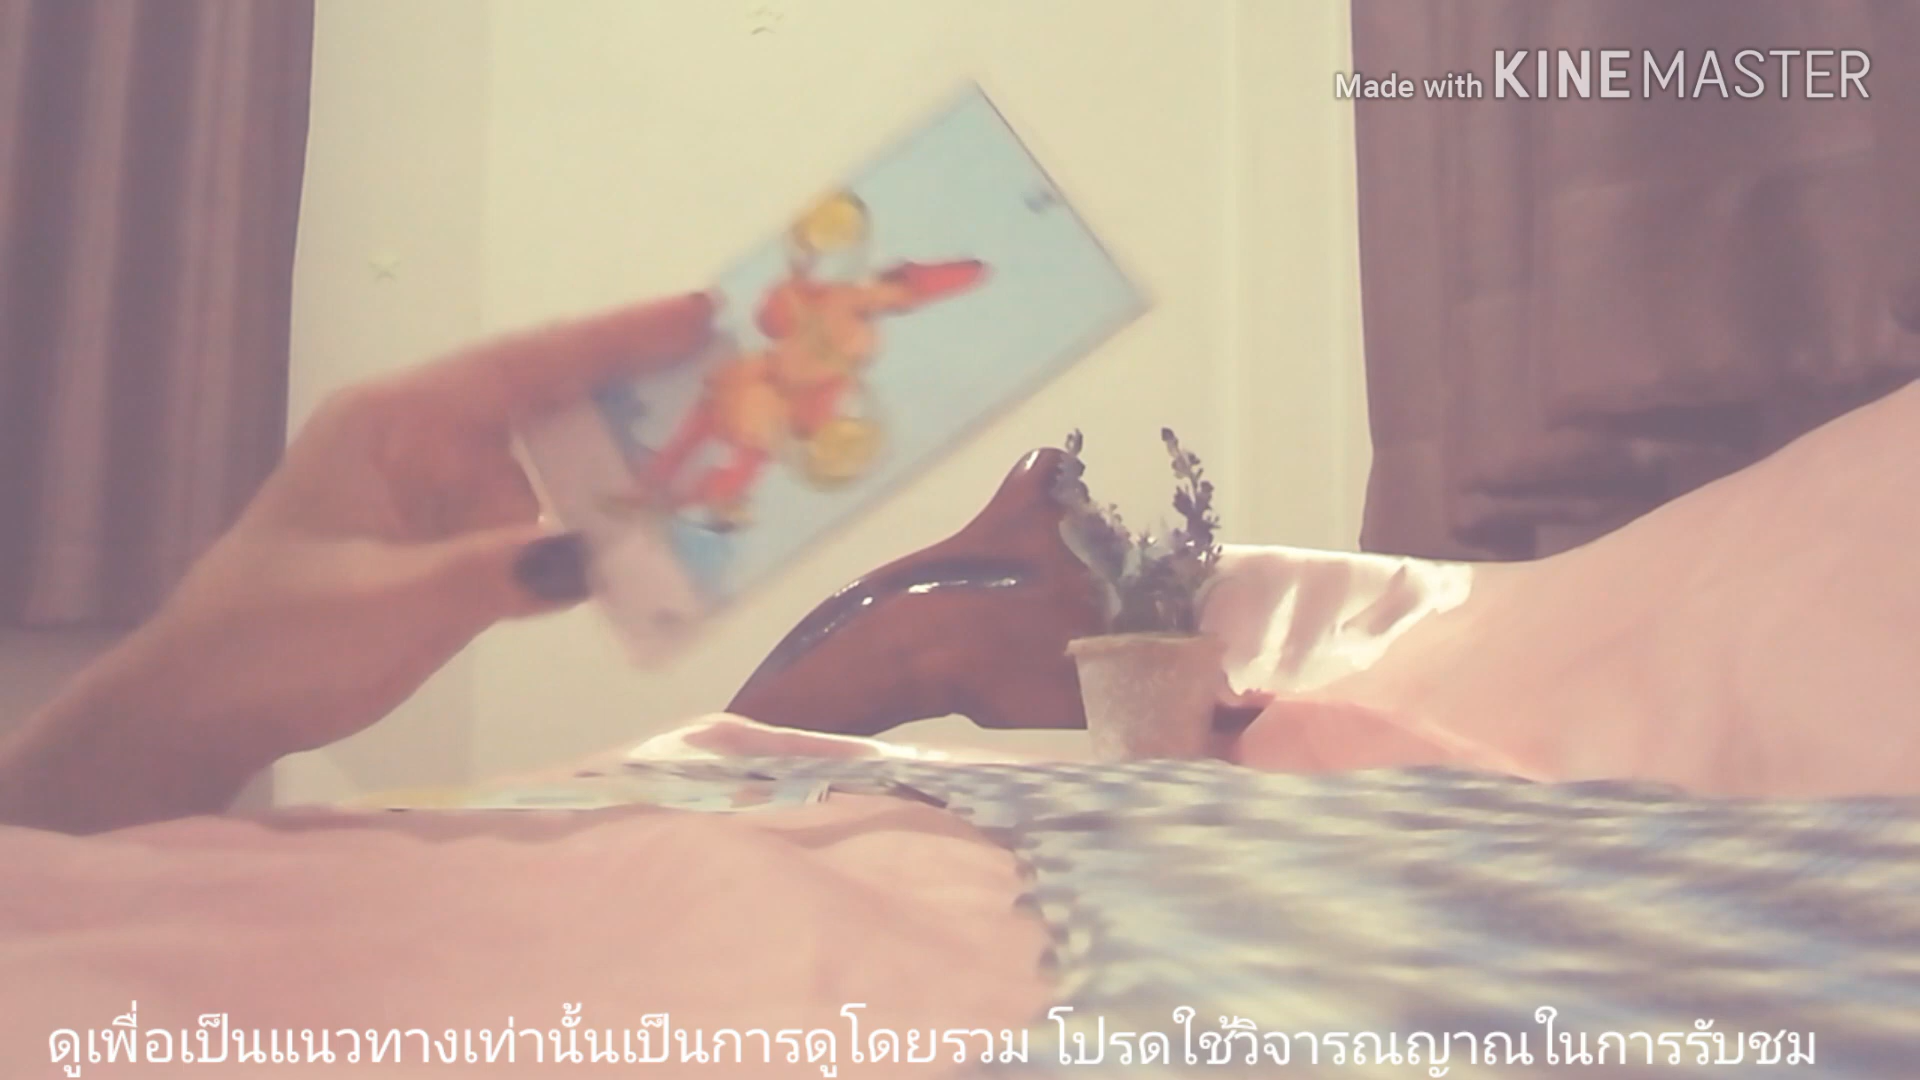 Made with KINEMASTER
ดูเพื่อเป็นแนวทางเท่านั้นเป็นการดูโดยรวม โปรดใช้วิจารณญาณในการรับชม